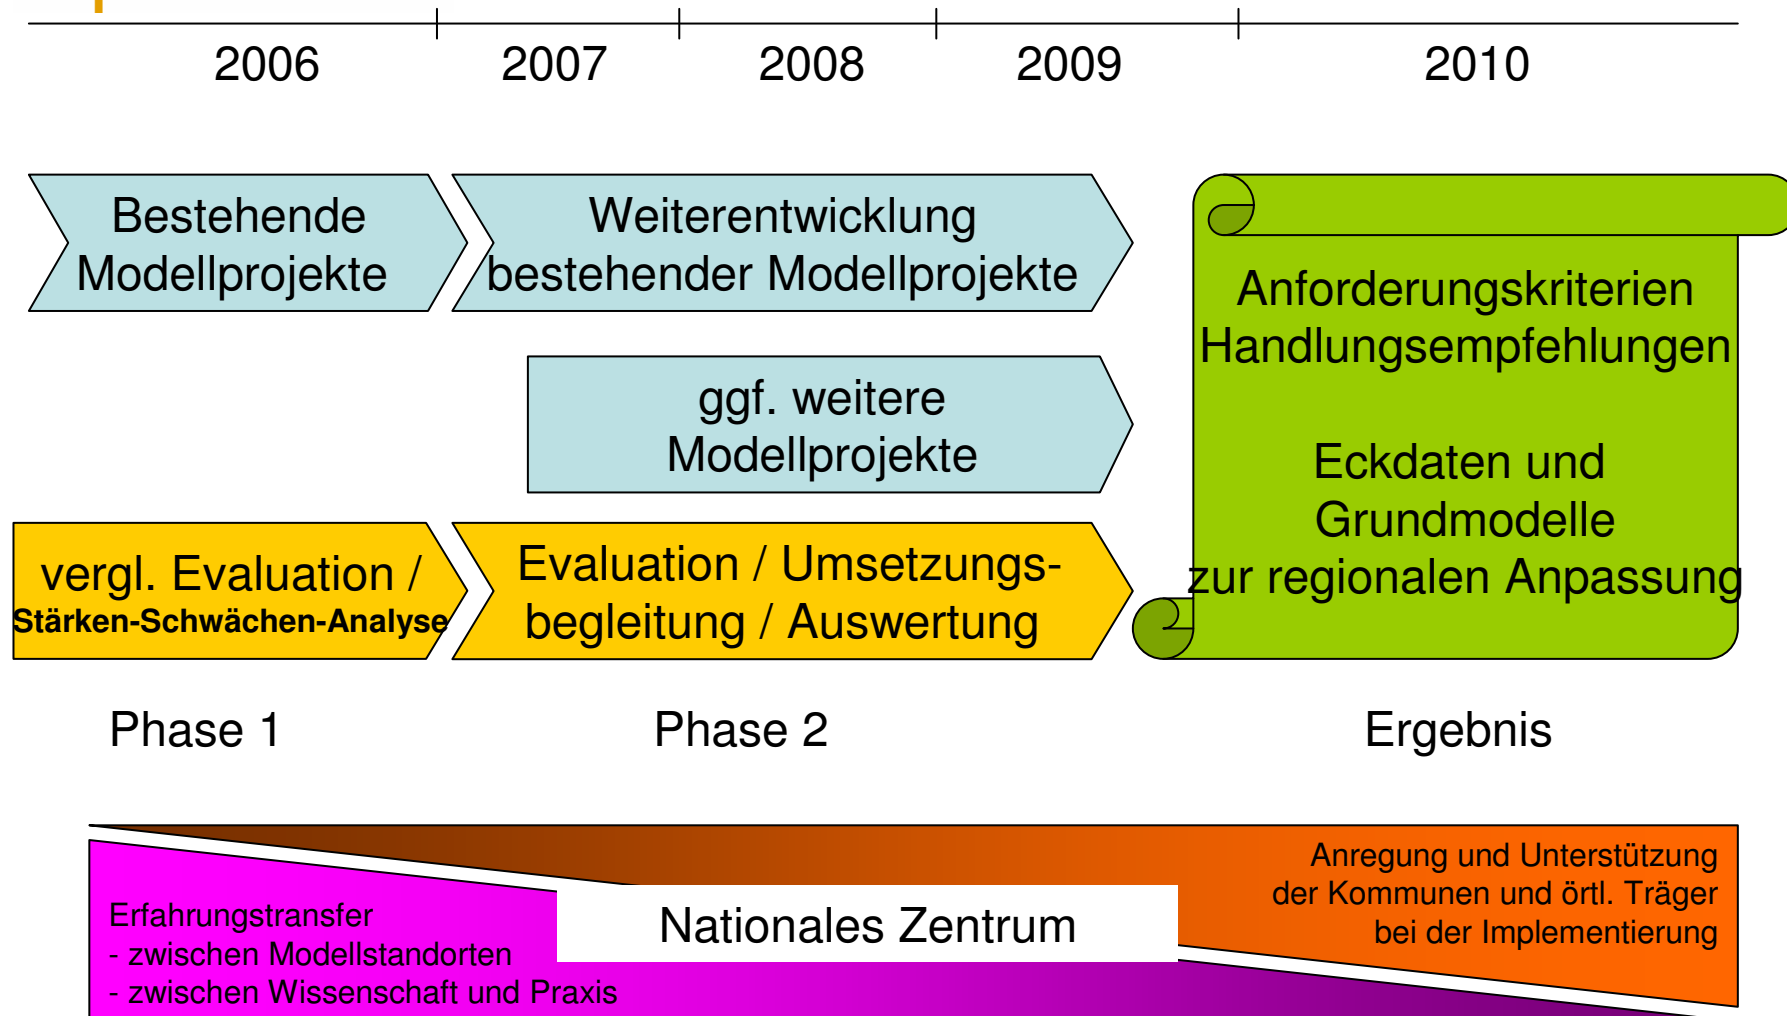 2006 2007 2008 2009 2010
Bestehende
Modellprojekte
Weiterentwicklung
bestehender Modellprojekte
ggf. weitere
Modellprojekte
vergl. Evaluation /
Stärken-Schwächen-Analyse
Evaluation / Umsetzungs-
begleitung / Auswertung
Anforderungskriterien
Handlungsempfehlungen
Eckdaten und
Grundmodelle
zur regionalen Anpassung
Phase 1 Phase 2 Ergebnis
Erfahrungstransfer
- zwischen Modellstandorten
- zwischen Wissenschaft und Praxis
Nationales Zentrum
Anregung und Unterstützung
der Kommunen und örtl. Träger
bei der Implementierung